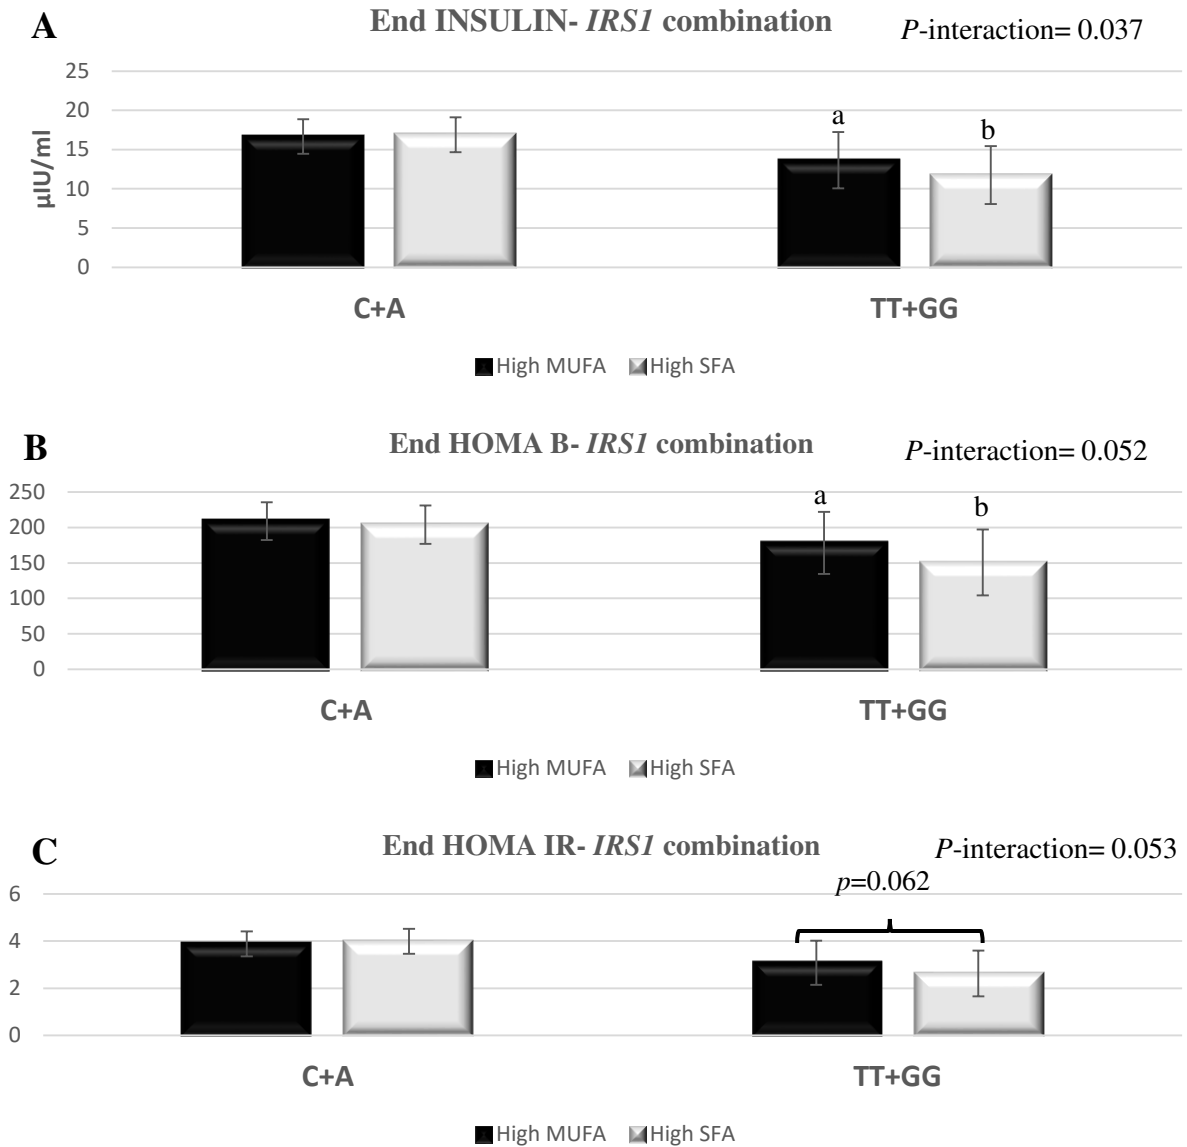 A
End INSULIN- IRS1 combination
P-interaction= 0.037
25
20
15
10
5
0
µIU/ml
a
b
C+A
TT+GG
High MUFA High SFA
B
End HOMA B- IRS1 combination
P-interaction= 0.052
250
200
150
100
50
0
a
b
C+A
TT+GG
High MUFA High SFA
C
End HOMA IR- IRS1 combination
P-interaction= 0.053
p=0.062
6
4
2
0
C+A
TT+GG
High MUFA High SFA